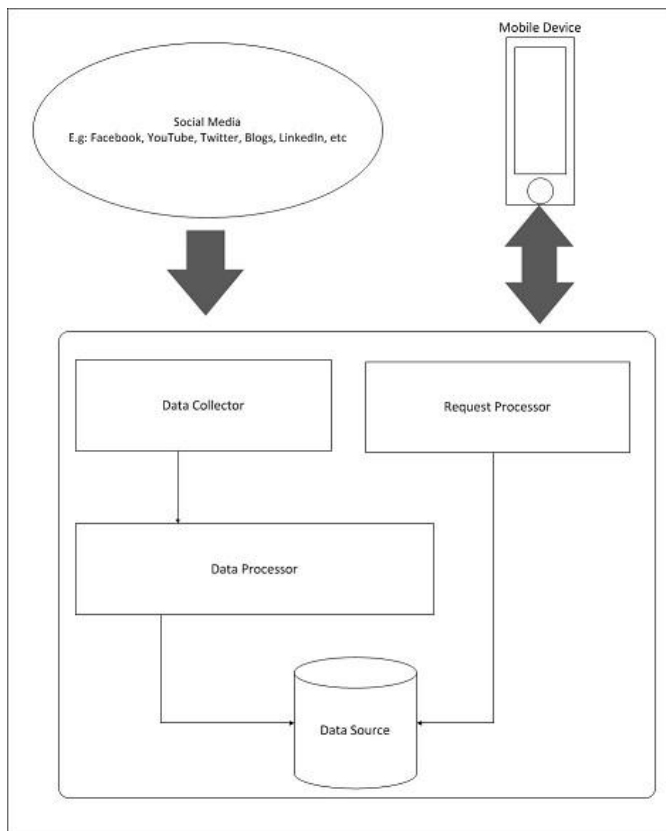 Mobile Device
Social Media
E.g: Facebook, YouTube, Twitter, Blogs, LinkedIn, etc
Data Collector
Request Processor
Data Processor
Data Source